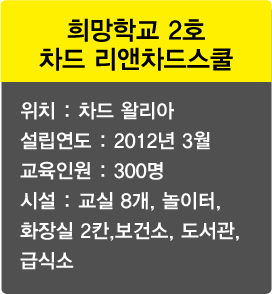 희망학교 2호
차드 리앤차드스쿨
위치 : 차드 왈리아
설립연도 : 2012년 3월
교육인원 : 300명
시설 : 교실 8개, 놀이터,
화장실 2칸,보건소, 도서관,
급식소